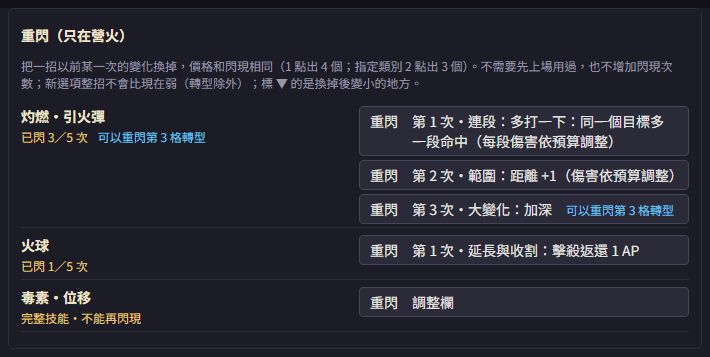 重閃（只在營火）
把一招以前某一次的變化換掉，價格和閃現相同（1 點出 4 個；指定類別 2 點出 3 個）。不需要先上場用過，也不增加閃現次
數；新選項整招不會比現在弱（轉型除外）；標 ▼ 的是換掉後變小的地方。
灼燃・引火彈
已閃 3／5 次 可以重閃第 3 格轉型
重閃 第 1 次・連段：多打一下：同一個目標多
一段命中（每段傷害依預算調整）
重閃 第 2 次・範圍：距離 +1（傷害依預算調整）
重閃 第 3 次・大變化：加深 可以重閃第 3 格轉型
火球
已閃 1／5 次
重閃 第 1 次・延長與收割：擊殺返還 1 AP
毒素・位移
完整技能・不能再閃現
重閃 調整欄